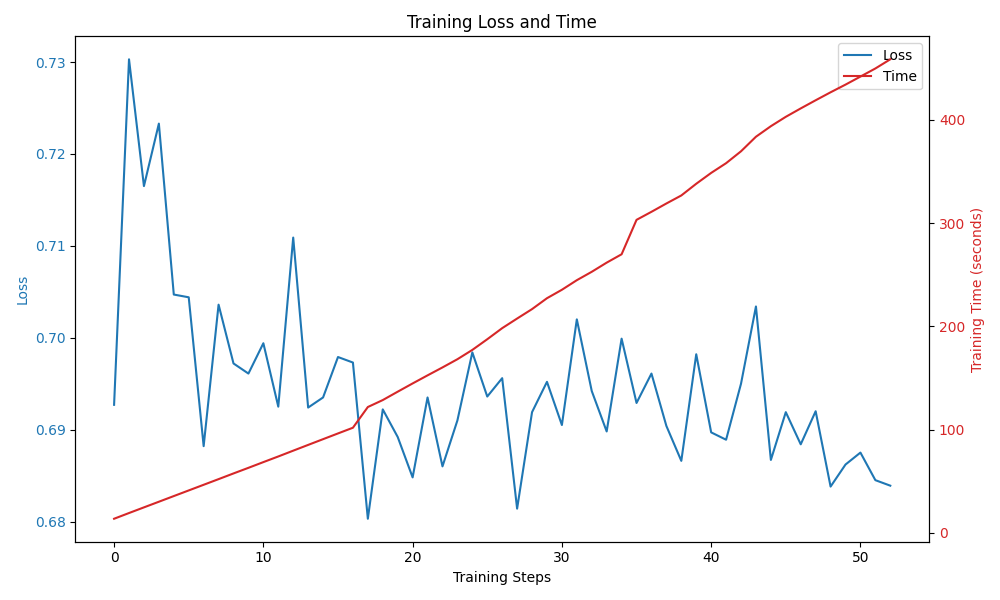 Training Loss and Time
Loss
Time
0.73
0.72
0.71
0.70
0.69
0.68
Loss
400
300
200
100
0
Training Time (seconds)
0 10 20 30 40 50
Training Steps